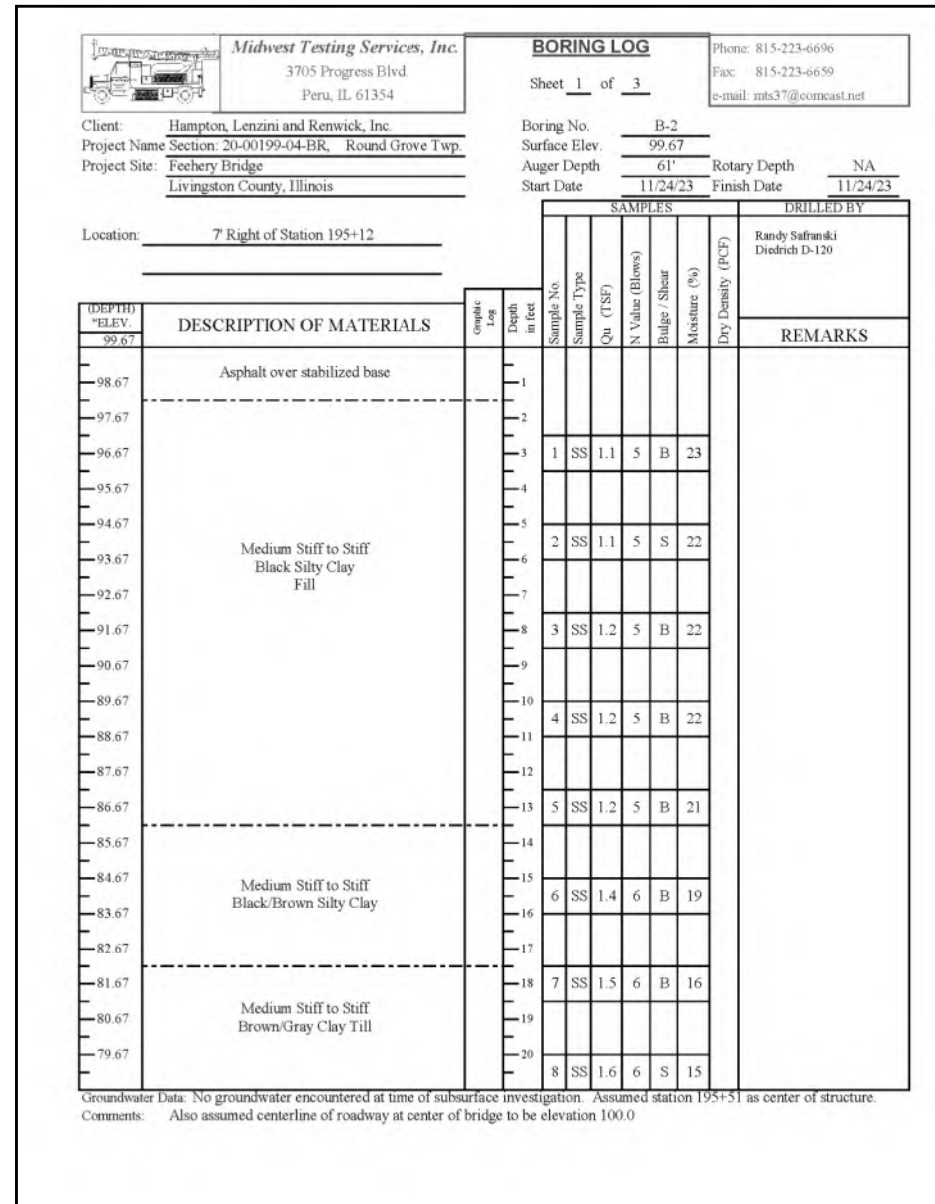 Midwest Testing Services, Inc.
3705 Progress Blvd
Peru, IL 61354
BORING LOG
Sheet 1 of 3
Phone: 815-223-6696
Fax: 815-223-6659
e-mail: mts37@comcast.net
Client: Hampton, Lenzini and Renwick, Inc.
Project Name Section: 20-00199-04-BR, Round Grove Twp.
Project Site: Feehery Bridge
Livingston County, Illinois
Boring No. B-2
Surface Elev. 99.67
Auger Depth 61' Rotary Depth NA
Start Date 11/24/23 Finish Date 11/24/23
Location: 7' Right of Station 195+12
SAMPLES
DRILLED BY
Randy Safranski
Diedrich D-120
(DEPTH)
"ELEV.
99.67
DESCRIPTION OF MATERIALS
Graphic Log
Depth in feet
Sample No.
Sample Type
Qu (TSF)
N Value (Blows)
Bulge / Shear
Moisture (%)
Dry Density (PCF)
REMARKS
Asphalt over stabilized base
98.67 1
97.67 2
96.67 3 1 SS 1.1 5 B 23
95.67 4
94.67 5
Medium Stiff to Stiff 2 SS 1.1 5 S 22
93.67 Black Silty Clay 6
Fill
92.67 7
91.67 8 3 SS 1.2 5 B 22
90.67 9
89.67 10
4 SS 1.2 5 B 22
88.67 11
87.67 12
86.67 13 5 SS 1.2 5 B 21
85.67 14
84.67 15
Medium Stiff to Stiff
Black/Brown Silty Clay 6 SS 1.4 6 B 19
83.67 16
82.67 17
81.67 18 7 SS 1.5 6 B 16
Medium Stiff to Stiff
80.67 19
Brown/Gray Clay Till
79.67 20
8 SS 1.6 6 S 15
Groundwater Data: No groundwater encountered at time of subsurface investigation. Assumed station 195+51 as center of structure.
Comments: Also assumed centerline of roadway at center of bridge to be elevation 100.0